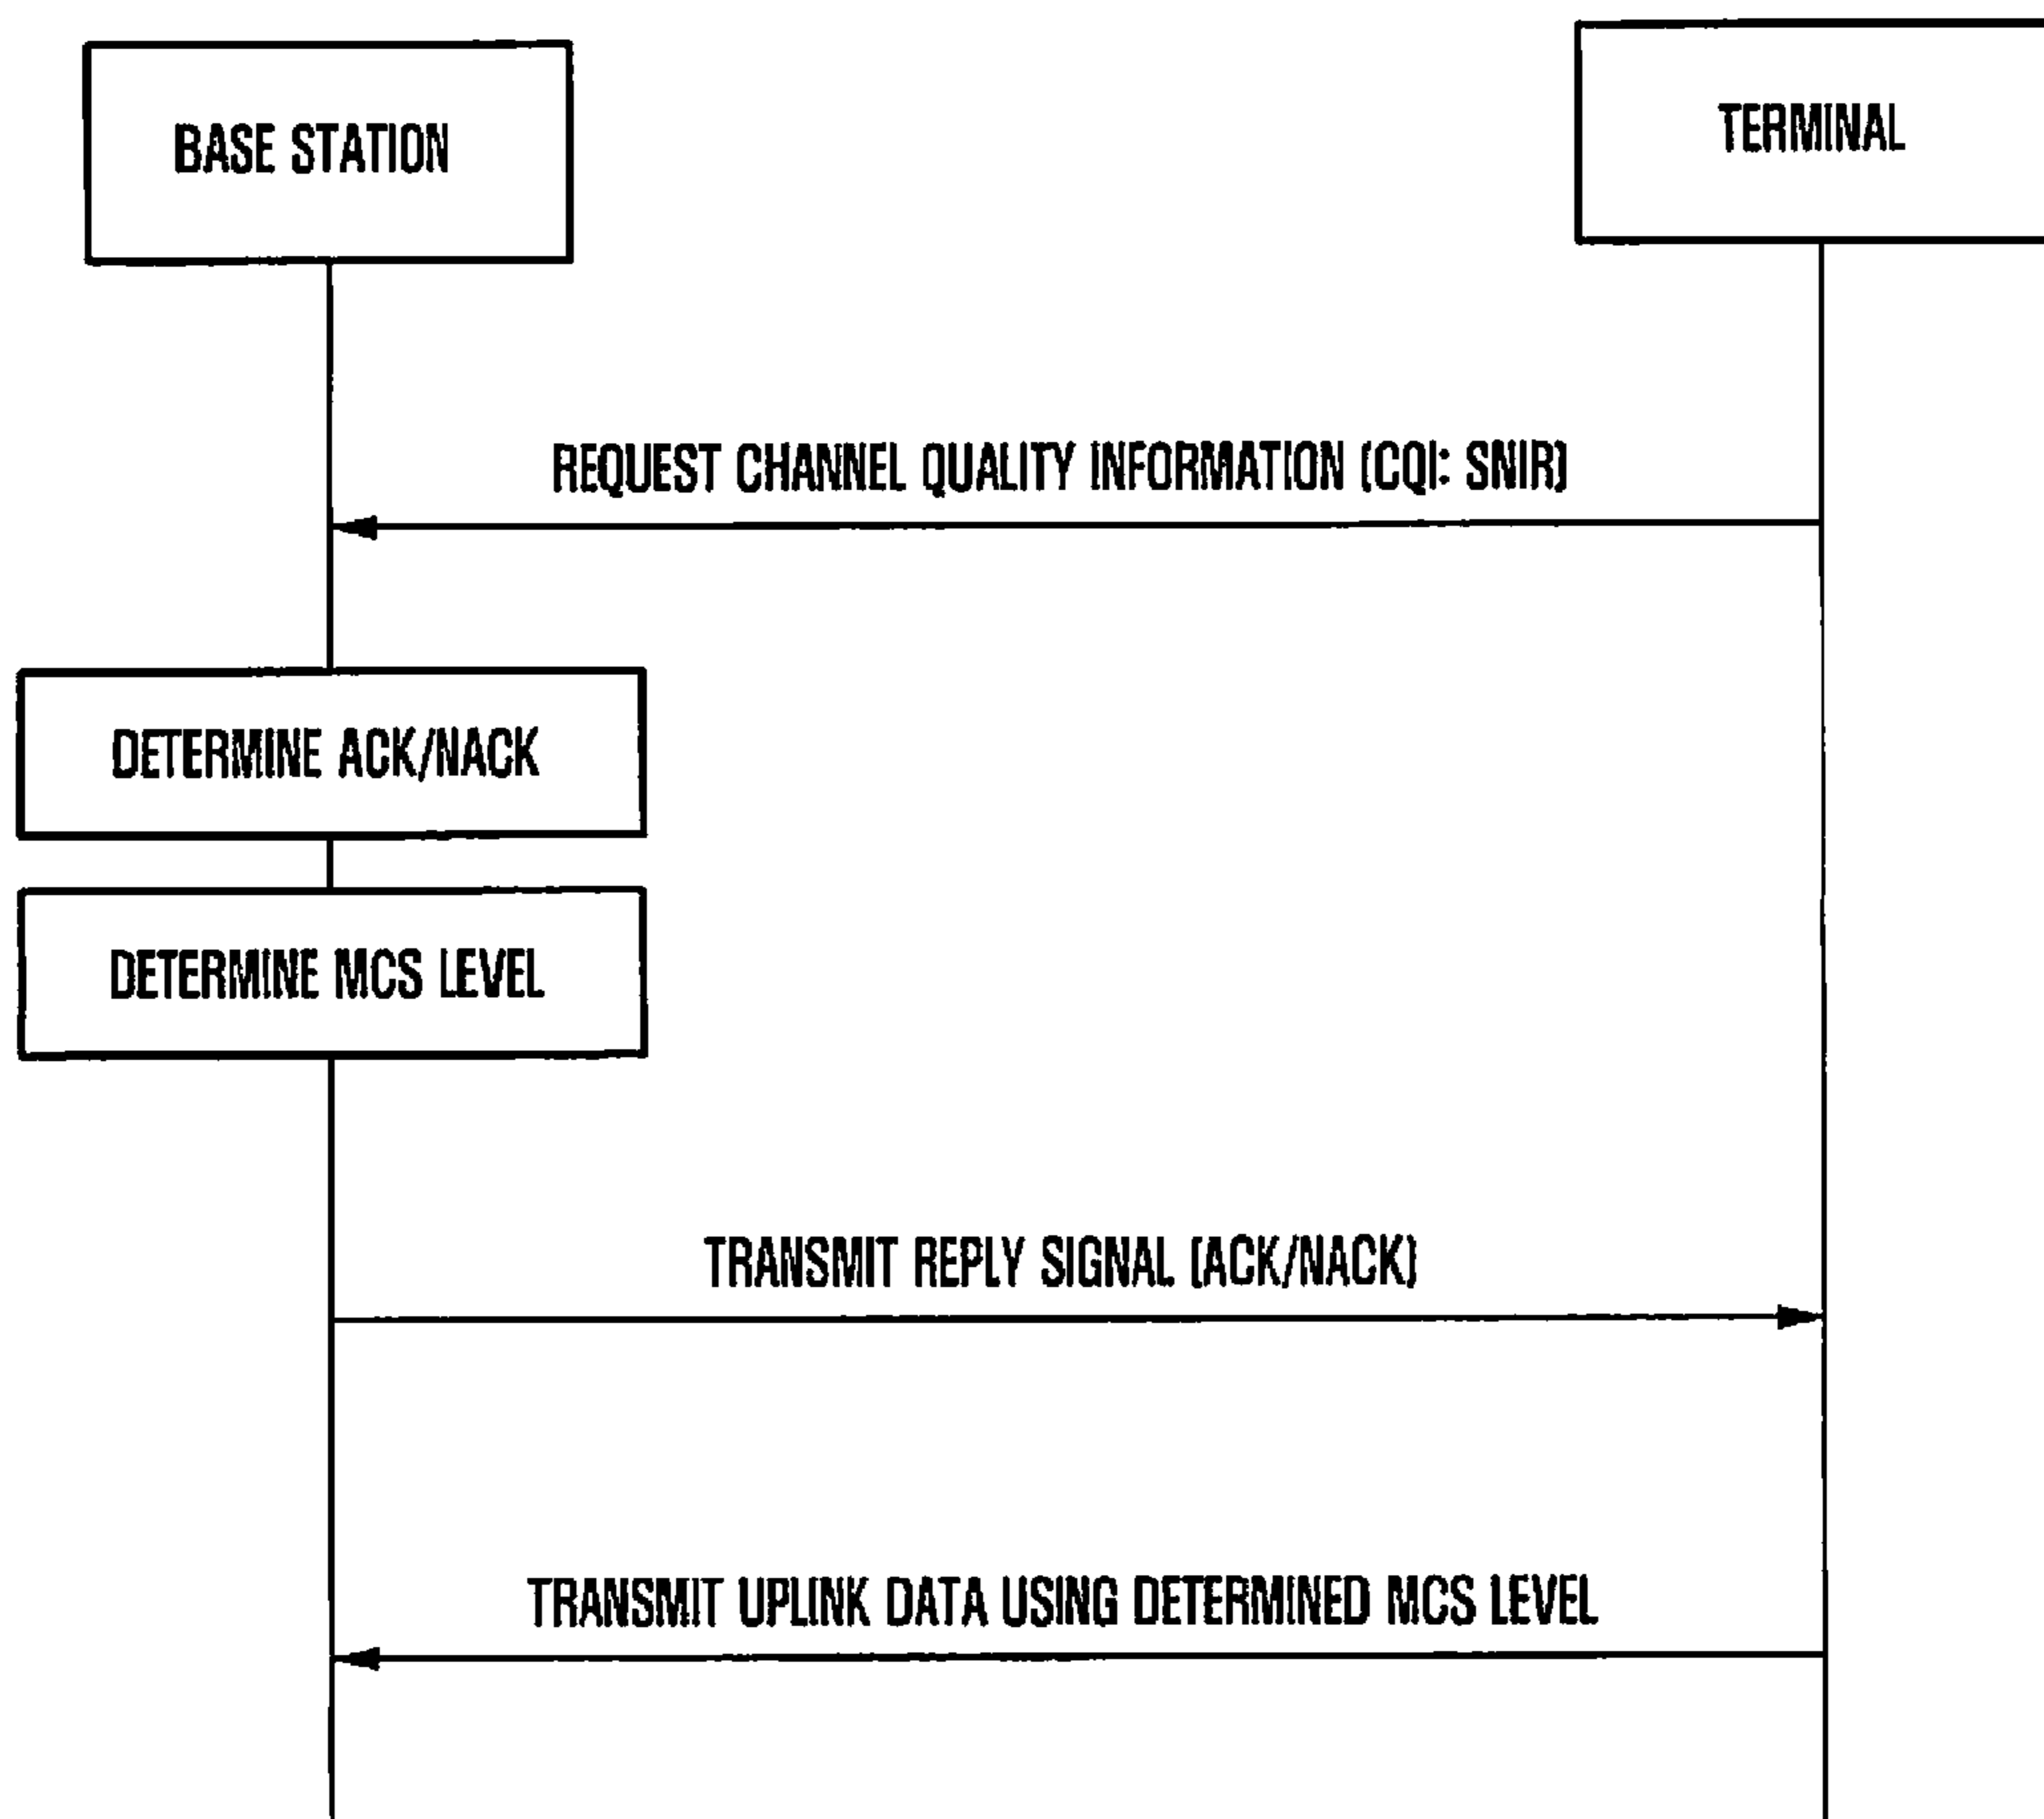 BASE STATION
TERMINAL
REQUEST CHANNEL QUALITY INFORMATION (CQI: SNIR)
DETERMINE ACK/NACK
DETERMINE MCS LEVEL
TRANSMIT REPLY SIGNAL (ACK/NACK)
TRANSMIT UPLINK DATA USING DETERMINED MCS LEVEL